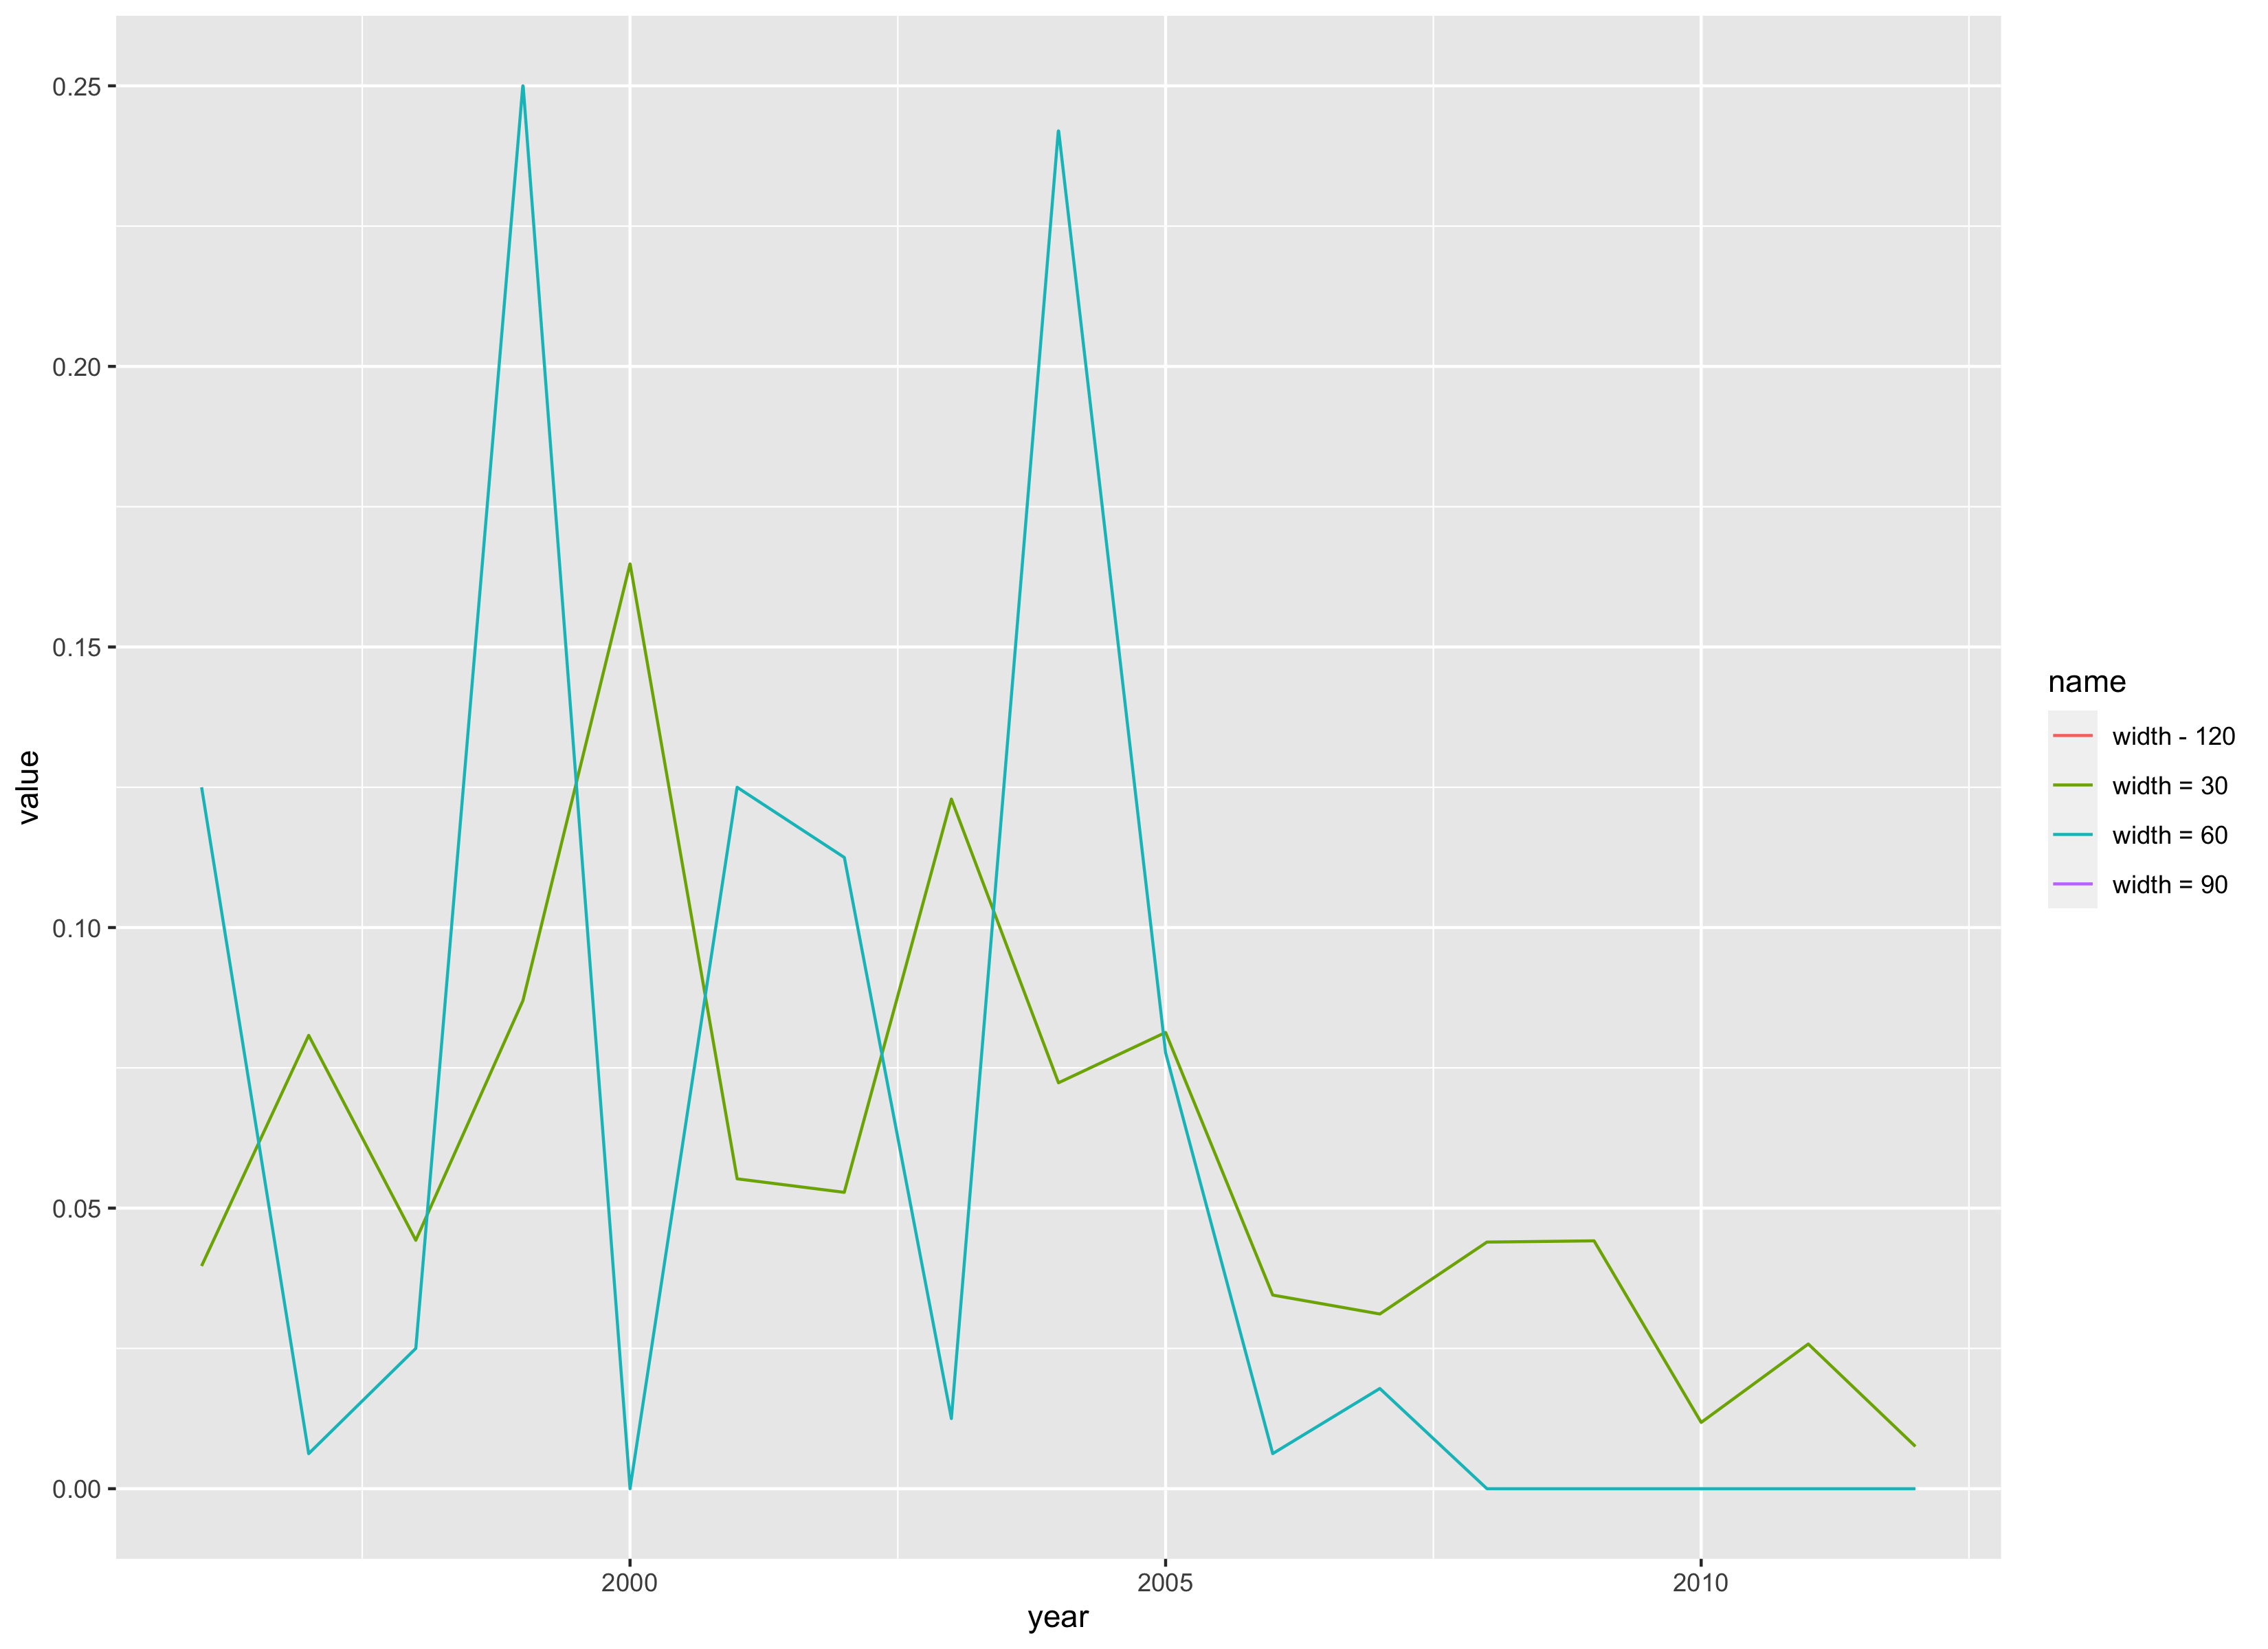 0.25
0.20
0.15
0.10
0.05
0.00
value
2000 2005 2010
year
name
width - 120
width = 30
width = 60
width = 90